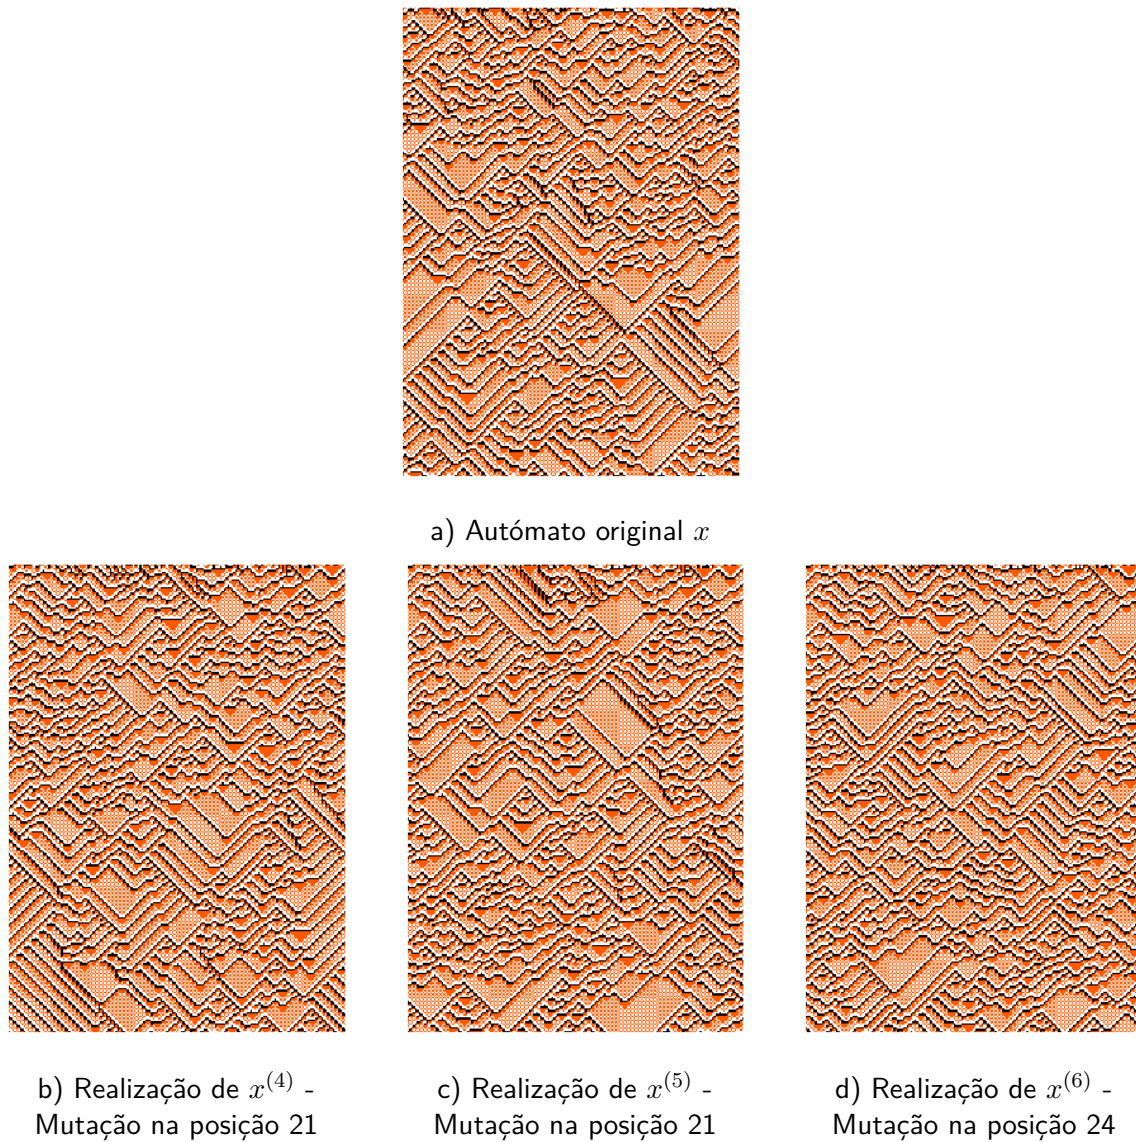 a) Autómato original x
b) Realização de x^{(4)} -
Mutação na posição 21
c) Realização de x^{(5)} -
Mutação na posição 21
d) Realização de x^{(6)} -
Mutação na posição 24